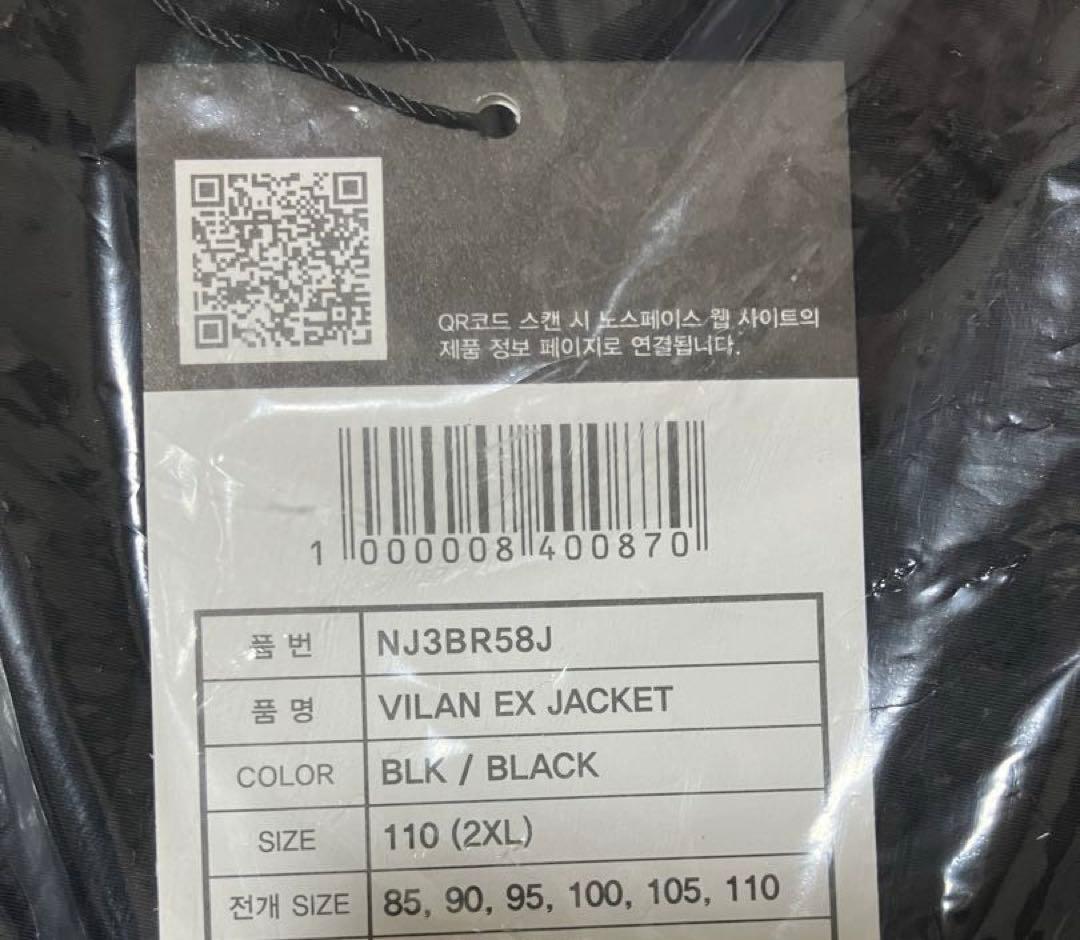 QR코드 스캔 시 노스페이스 웹 사이트의
제품 정보 페이지로 연결됩니다.
1 000008 400870
품 번 NJ3BR58J
품 명 VILAN EX JACKET
COLOR BLK / BLACK
SIZE 110 (2XL)
전개 SIZE 85, 90, 95, 100, 105, 110